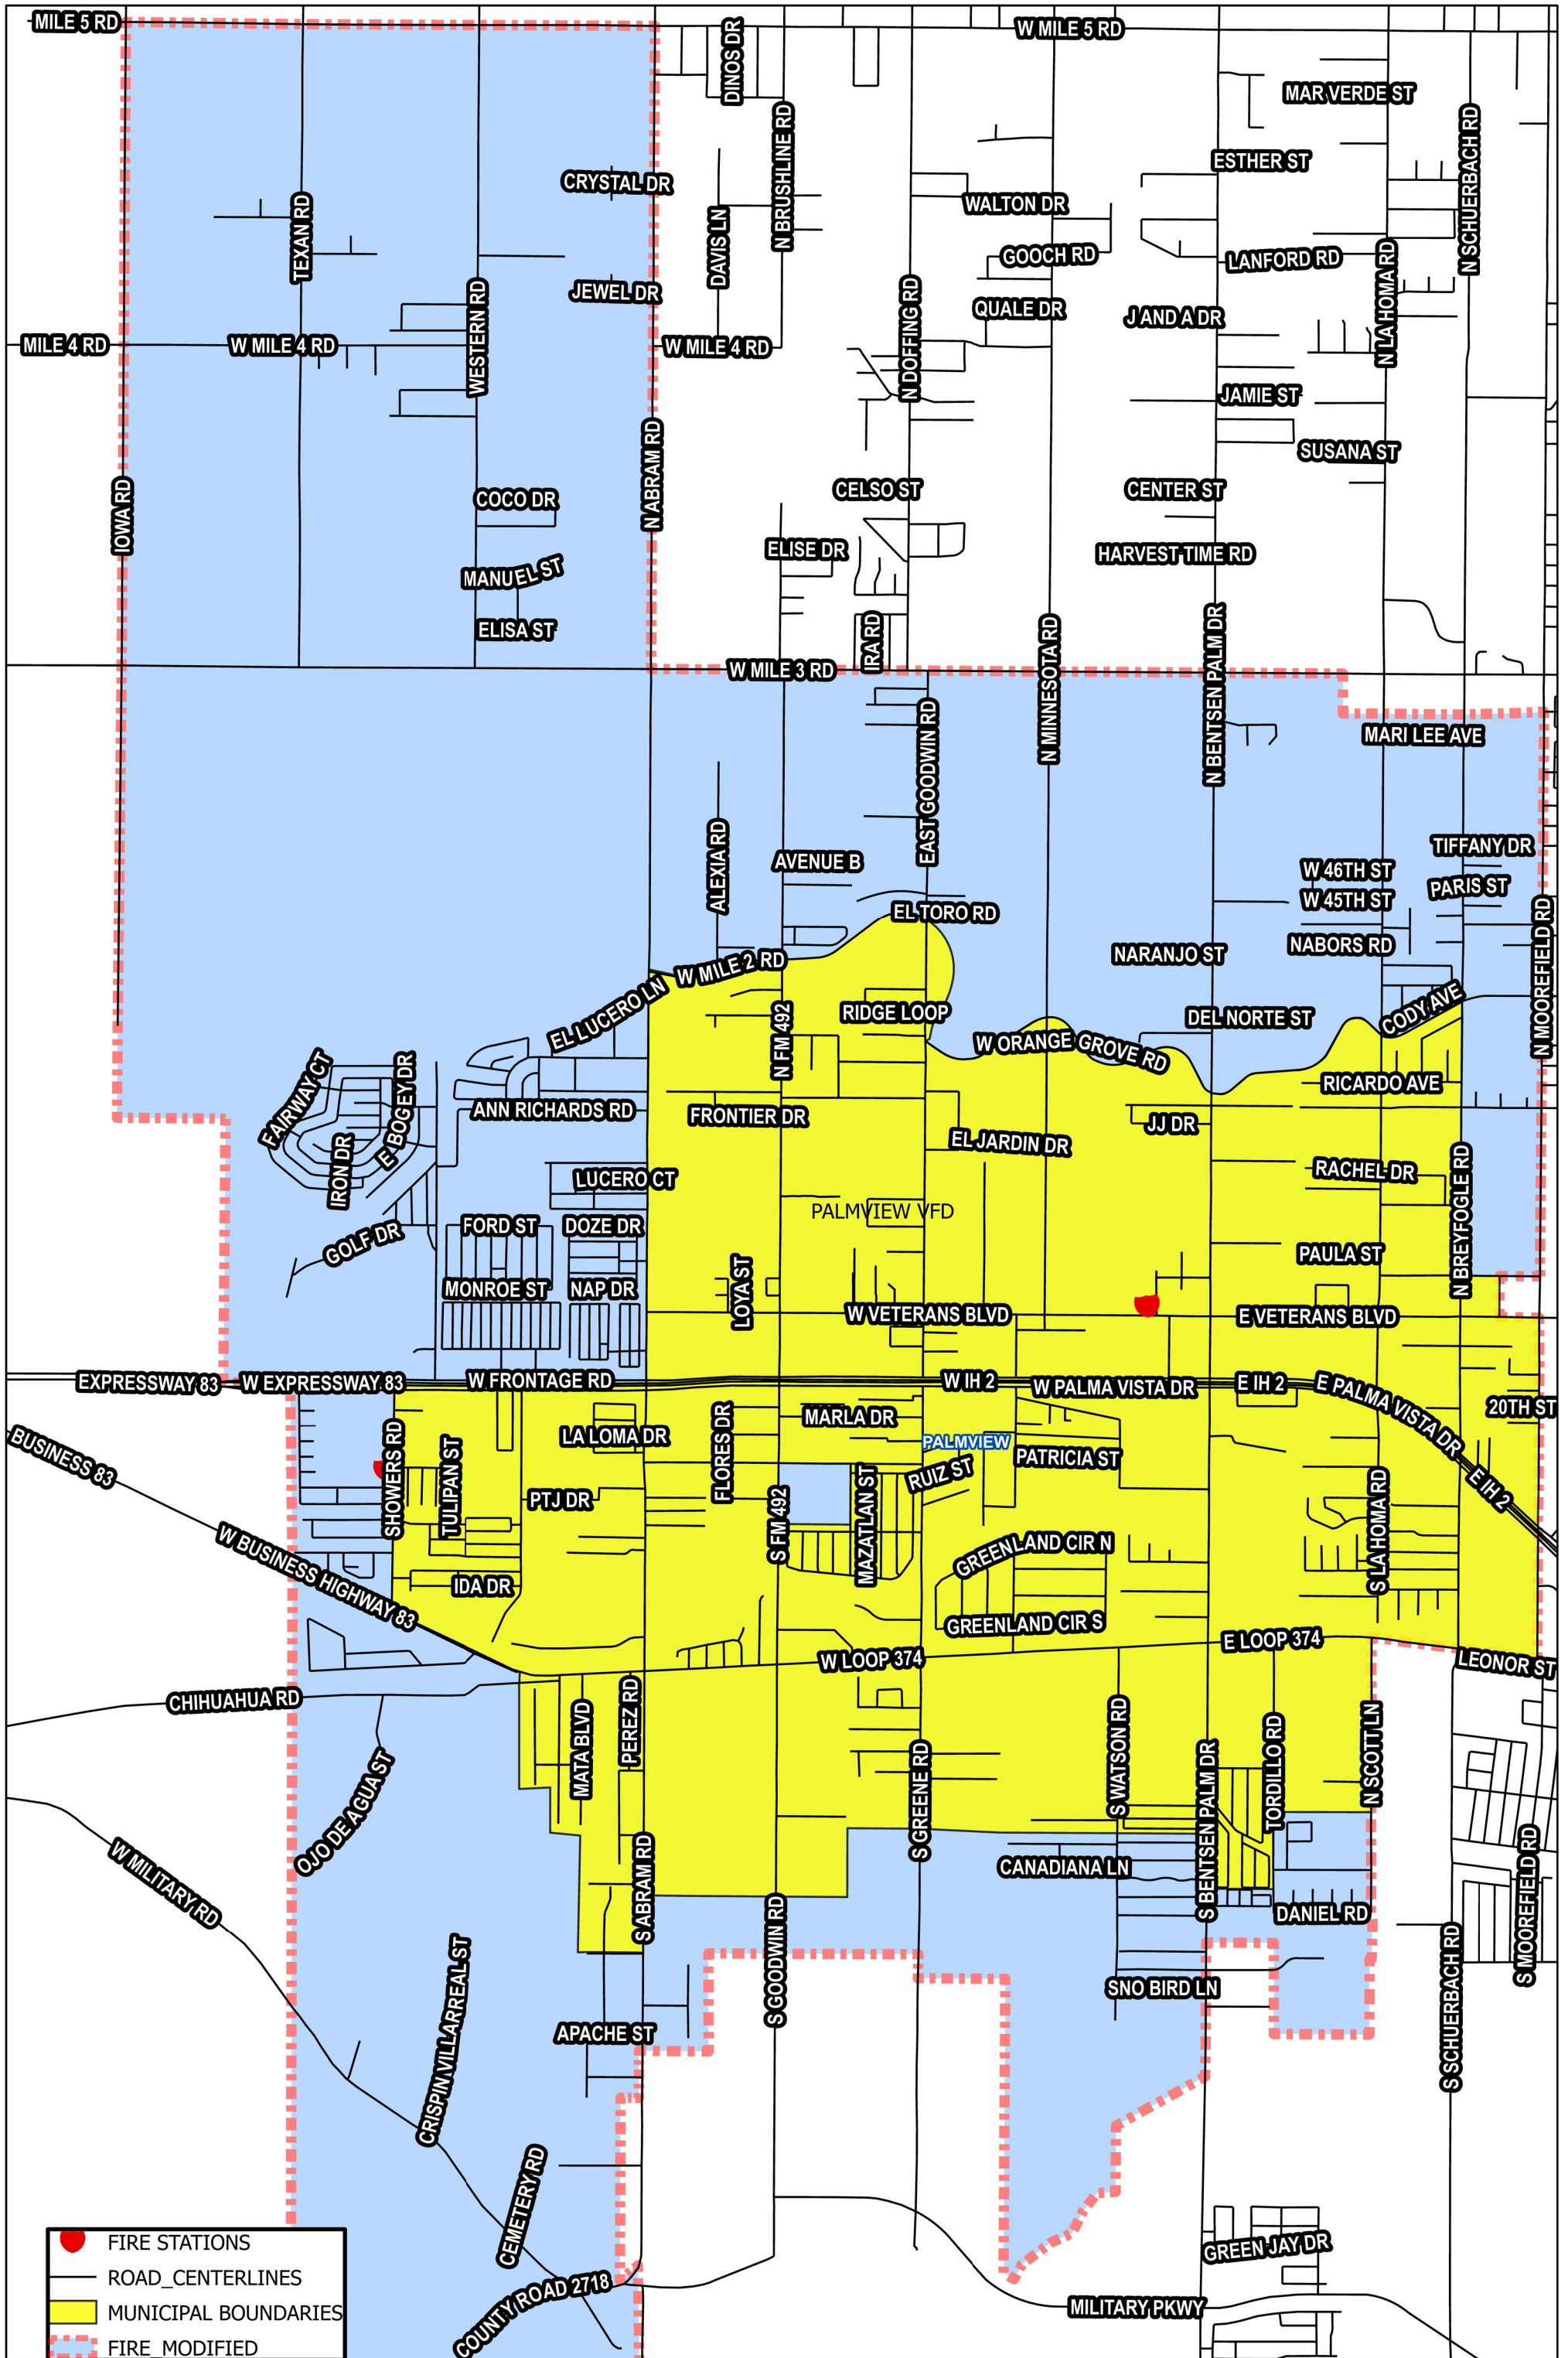 MILE 5 RD
W MILE 5 RD
DINOS DR
MAR VERDE ST
N BRUSHLINE RD
N SCHUERBACH RD
ESTHER ST
CRYSTAL DR
TEXAN RD
WALTON DR
DAVIS LN
GOOCH RD
LANFORD RD
N LA HOMA RD
JEWEL DR
WESTERN RD
N DOFFING RD
QUALE DR
J AND A DR
MILE 4 RD
W MILE 4 RD
W MILE 4 RD
JAMIE ST
N ABRAM RD
SUSANA ST
IOWA RD
COCO DR
CELSO ST
CENTER ST
ELISE DR
HARVEST TIME RD
MANUEL ST
ELISA ST
IRA RD
N MINNESOTA RD
N BENTSEN PALM DR
W MILE 3 RD
EAST GOODWIN RD
MARI LEE AVE
ALEXIA RD
AVENUE B
TIFFANY DR
W 46TH ST
PARIS ST
W 45TH ST
EL TORO RD
N MOOREFIELD RD
NABORS RD
NARANJO ST
W MILE 2 RD
EL LUCERO LN
RIDGE LOOP
N FM 492
DEL NORTE ST
CODY AVE
W ORANGE GROVE RD
FAIRWAY CT
E BOGEY DR
RICARDO AVE
ANN RICHARDS RD
FRONTIER DR
JJ DR
EL JARDIN DR
IRON DR
LUCERO CT
RACHEL DR
N BREYFOGLE RD
PALMVIEW VFD
FORD ST
DOZE DR
GOLF DR
PAULA ST
LOYA ST
MONROE ST
NAP DR
W VETERANS BLVD
E VETERANS BLVD
EXPRESSWAY 83
W EXPRESSWAY 83
W FRONTAGE RD
W IH 2
W PALMA VISTA DR
E IH 2
E PALMA VISTA DR
20TH ST
BUSINESS 83
SHOWERS RD
TULIPAN ST
LA LOMA DR
FLORES DR
MARLA DR
PALMVIEW
PATRICIA ST
RUIZ ST
E IH 2
PTJ DR
S FM 492
MAZATLAN ST
S LA HOMA RD
W BUSINESS HIGHWAY 83
GREENLAND CIR N
IDA DR
GREENLAND CIR S
E LOOP 374
W LOOP 374
LEONOR ST
CHIHUAHUA RD
MATA BLVD
PEREZ RD
S WATSON RD
N SCOTT LN
TORDILLO RD
S GREENE RD
S BENTSEN PALM DR
OJO DE AGUA ST
W MILITARY RD
S ABRAM RD
CANADIANA LN
S MOOREFIELD RD
DANIEL RD
S GOODWIN RD
CRISPIN VILLARREAL ST
SNO BIRD LN
S SCHUERBACH RD
APACHE ST
CEMETERY RD
GREEN JAY DR
COUNTY ROAD 2718
MILITARY PKWY
FIRE STATIONS
ROAD_CENTERLINES
MUNICIPAL BOUNDARIES
FIRE_MODIFIED